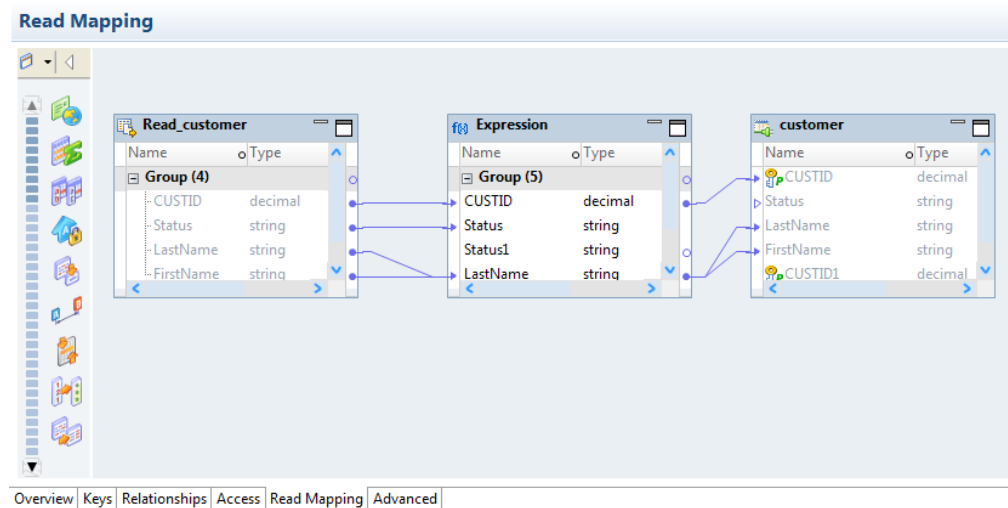 Read Mapping
Read_customer
Name Type
Group (4)
CUSTID decimal
Status string
LastName string
FirstName string
f(x) Expression
Name Type
Group (5)
CUSTID decimal
Status string
Status1 string
LastName string
customer
Name Type
CUSTID decimal
Status string
LastName string
FirstName string
CUSTID1 decimal
Overview Keys Relationships Access Read Mapping Advanced